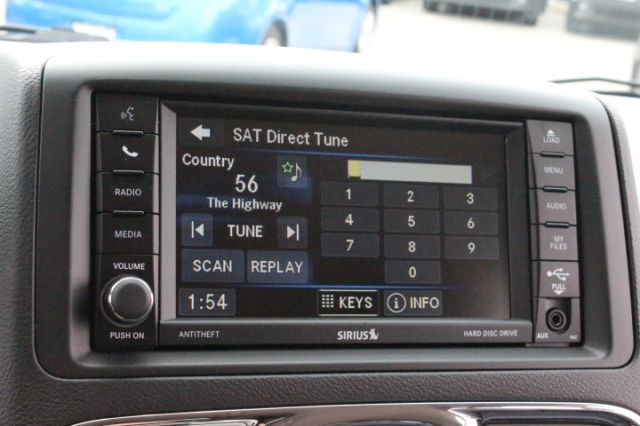 SAT Direct Tune
LOAD
Country
56
The Highway
1 2 3
MENU
RADIO
4 5 6
AUDIO
TUNE
MEDIA
7 8 9
MY
FILES
SCAN REPLAY
0
VOLUME
PULL
1:54
KEYS
INFO
PUSH ON
ANTITHEFT
SIRIUS
HARD DISC DRIVE
AUX